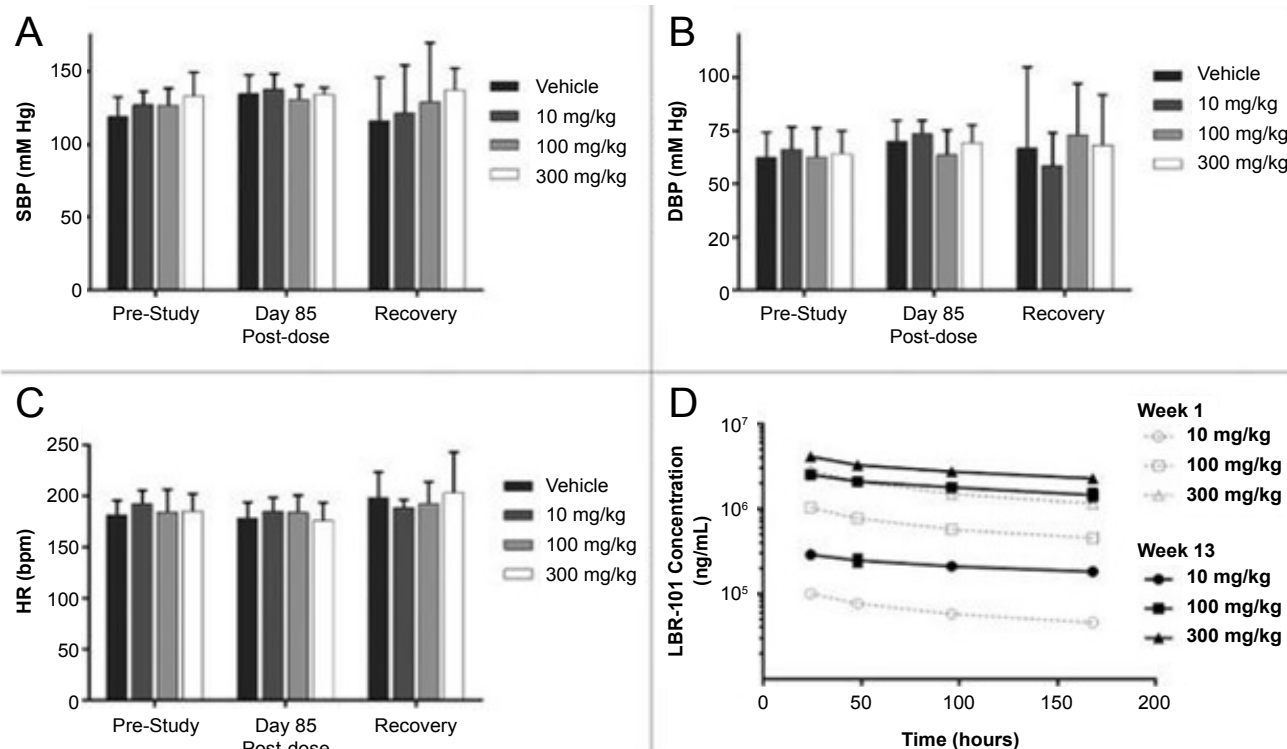 A
SBP (mM Hg)
150
100
50
0
Pre-Study
Day 85
Post-dose
Recovery
Vehicle
10 mg/kg
100 mg/kg
300 mg/kg
B
DBP (mM Hg)
100
75
50
20
0
Pre-Study
Day 85
Post-dose
Recovery
Vehicle
10 mg/kg
100 mg/kg
300 mg/kg
C
HR (bpm)
250
200
150
100
50
0
Pre-Study
Day 85
Post-dose
Recovery
Vehicle
10 mg/kg
100 mg/kg
300 mg/kg
D
LBR-101 Concentration
(ng/mL)
10⁷
10⁶
10⁵
0
50
100
150
200
Time (hours)
Week 1
10 mg/kg
100 mg/kg
300 mg/kg
Week 13
10 mg/kg
100 mg/kg
300 mg/kg